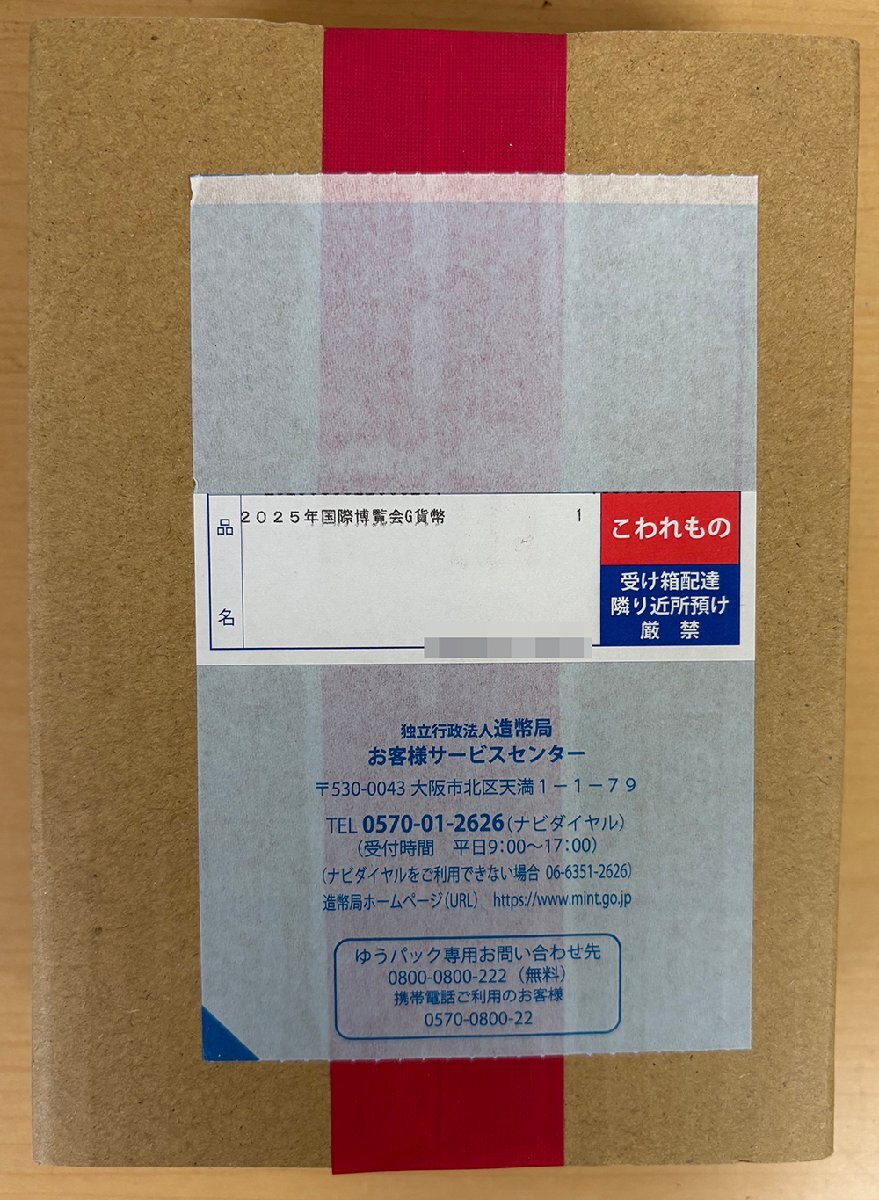 品名
2025年国際博覧会G貨幣 1
こわれもの
受け箱配達
隣り近所預け
厳 禁
独立行政法人造幣局
お客様サービスセンター
〒530-0043 大阪市北区天満1-1-79
TEL 0570-01-2626(ナビダイヤル)
(受付時間 平日9:00〜17:00)
(ナビダイヤルをご利用できない場合 06-6351-2626)
造幣局ホームページ(URL) https://www.mint.go.jp
ゆうパック専用お問い合わせ先
0800-0800-222(無料)
携帯電話ご利用のお客様
0570-0800-22